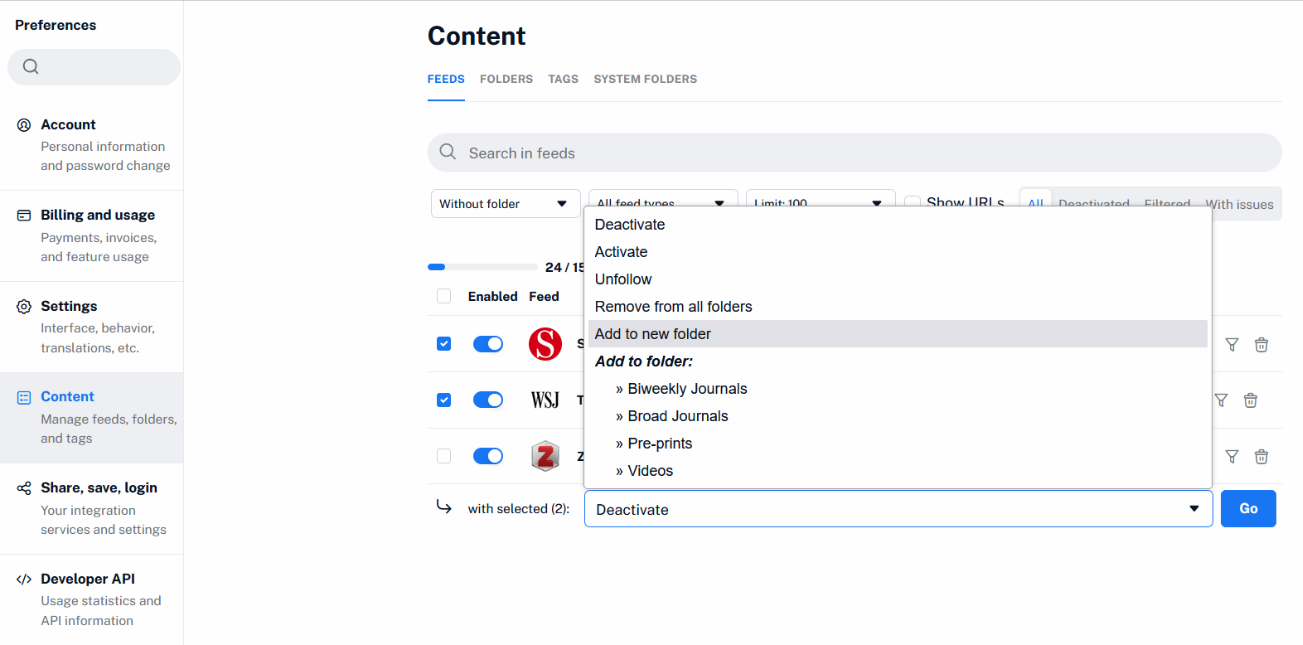 Preferences
Account
Personal information
and password change
Billing and usage
Payments, invoices,
and feature usage
Settings
Interface, behavior,
translations, etc.
Content
Manage feeds, folders,
and tags
Share, save, login
Your integration
services and settings
Developer API
Usage statistics and
API information
Content
FEEDS FOLDERS TAGS SYSTEM FOLDERS
Search in feeds
Without folder All feed types Limit: 100 Show URLs All Deactivated Filtered With issues
24 / 15
Enabled Feed
S S
WSJ T
Z Z
Deactivate
Activate
Unfollow
Remove from all folders
Add to new folder
Add to folder:
» Biweekly Journals
» Broad Journals
» Pre-prints
» Videos
with selected (2): Deactivate Go